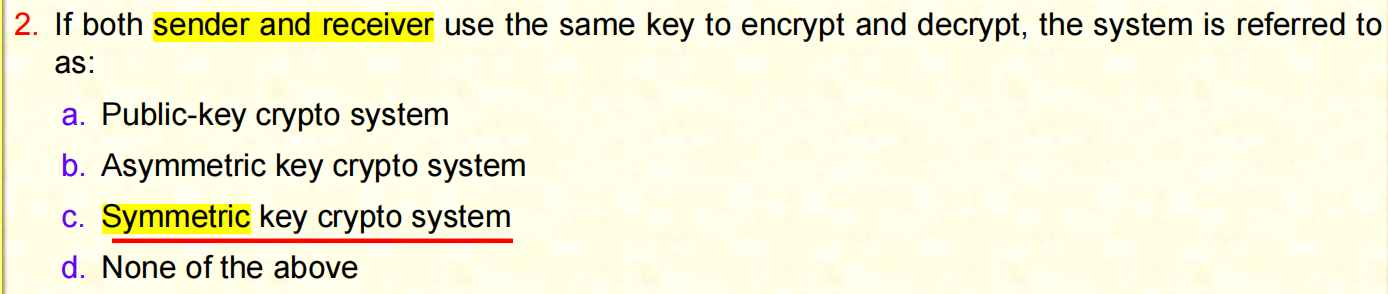 2. If both sender and receiver use the same key to encrypt and decrypt, the system is referred to
as:
a. Public-key crypto system
b. Asymmetric key crypto system
c. Symmetric key crypto system
d. None of the above